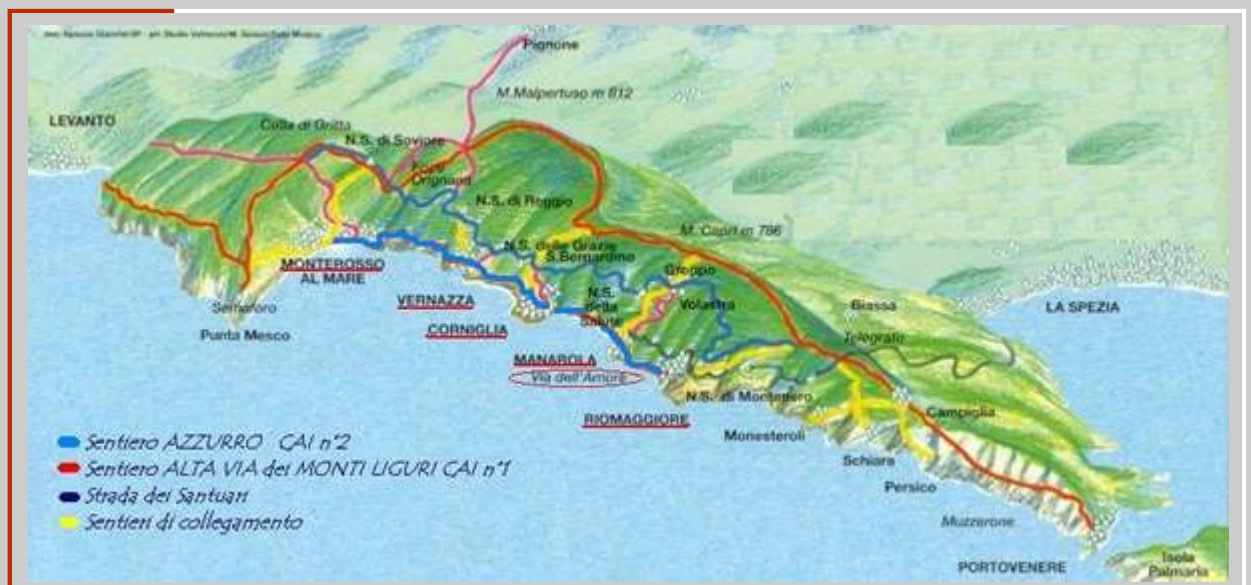 Pignone
M.Malpertuso m 812
LEVANTO
Colla di Gritta
N.S. di Soviore
Drignana
N.S. di Reggio
M. Capri m 786
N.S. delle Grazie
S.Bernardino
Groppo
MONTEROSSO
AL MARE
N.S.
della
Salute
Volastra
Biassa
LA SPEZIA
Semaforo
VERNAZZA
Punta Mesco
CORNIGLIA
Telegrafo
MANAROLA
Via dell'Amore
N.S. di Montenero
RIOMAGGIORE
Campiglia
Monesteroli
Schiara
Persico
Sentiero AZZURRO CAI n°2
Sentiero ALTA VIA dei MONTI LIGURI CAI n°1
Strada dei Santuari
Sentieri di collegamento
Muzzerone
PORTOVENERE
Isola
Palmaria